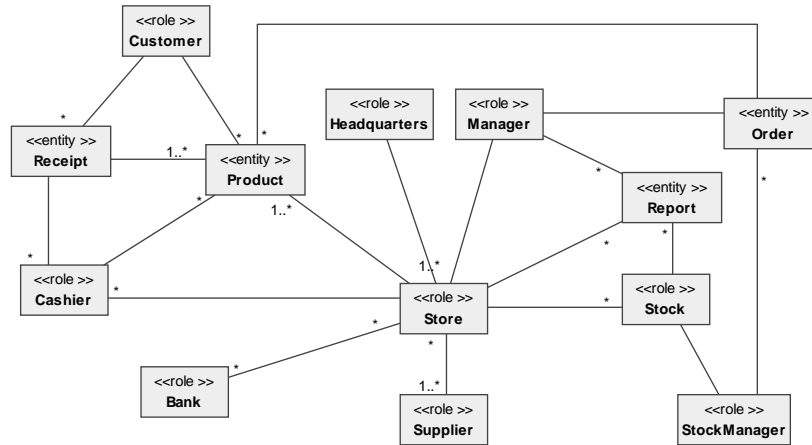 <<role >>
Customer
<<role >>
Headquarters
<<role >>
Manager
<<entity >>
Order
*
*
*
*
<<entity >>
Receipt
1..*
<<entity >>
Product
*
*
1..*
*
<<entity >>
Report
*
*
*
<<role >>
Cashier
*
1..*
<<role >>
Store
*
<<role >>
Stock
*
*
*
1..*
<<role >>
Bank
<<role >>
Supplier
<<role >>
StockManager